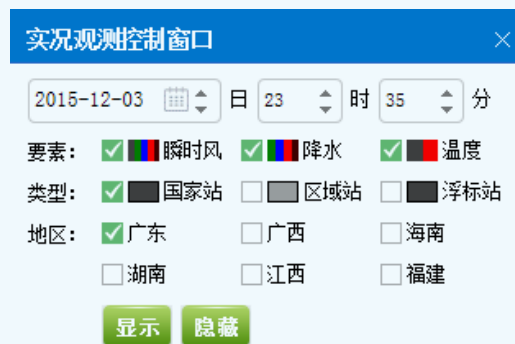 实况观测控制窗口
2015-12-03 日 23 时 35 分
要素: 瞬时风 降水 温度
类型: 国家站 区域站 浮标站
地区: 广东 广西 海南
湖南 江西 福建
显示 隐藏